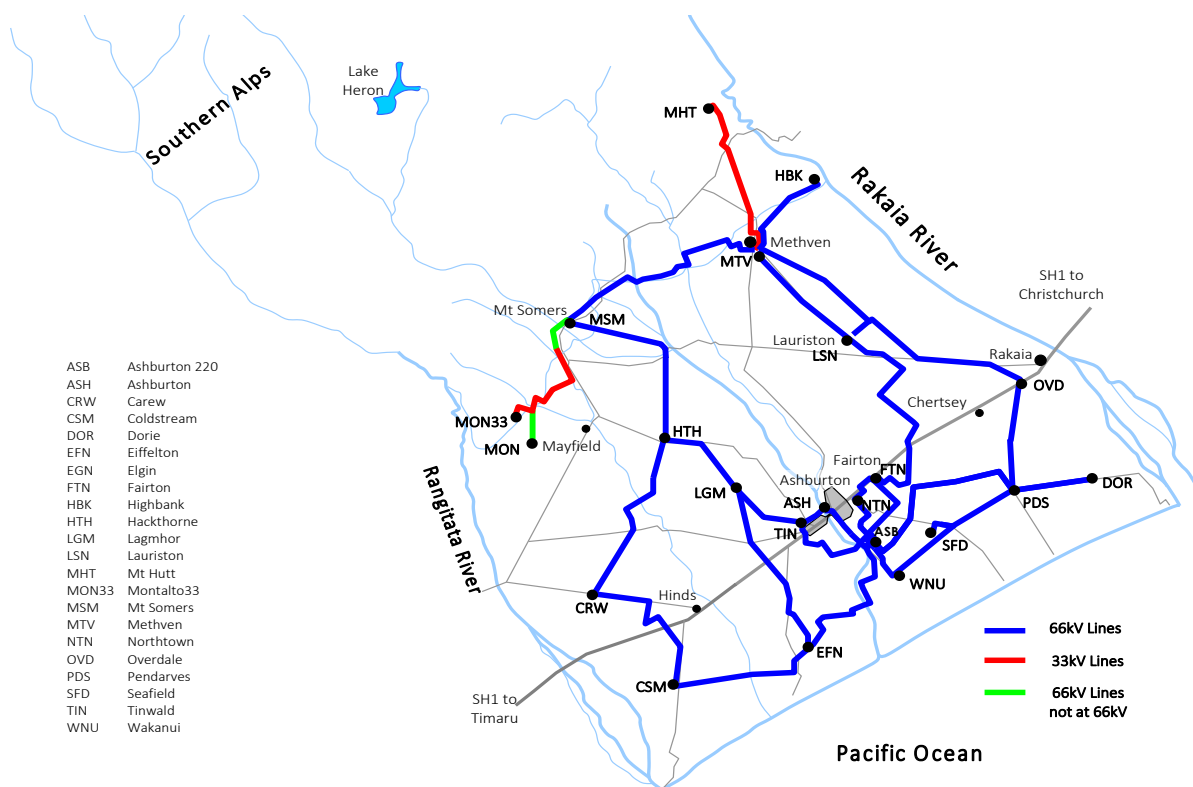 Southern Alps
Lake
Heron
MHT
HBK
Rakaia River
Methven
MTV
SH1 to
Christchurch
Mt Somers
MSM
Lauriston
LSN
Rakaia
OVD
Chertsey
MON33
MON
Mayfield
HTH
Fairton
FTN
Ashburton
LGM
ASH
NTN
TIN
ASB
PDS
DOR
SFD
WNU
Rangitata River
CRW
Hinds
EFN
CSM
SH1 to
Timaru
Pacific Ocean
ASB Ashburton 220
ASH Ashburton
CRW Carew
CSM Coldstream
DOR Dorie
EFN Eiffelton
EGN Elgin
FTN Fairton
HBK Highbank
HTH Hackthorne
LGM Lagmhor
LSN Lauriston
MHT Mt Hutt
MON33 Montalto33
MSM Mt Somers
MTV Methven
NTN Northtown
OVD Overdale
PDS Pendarves
SFD Seafield
TIN Tinwald
WNU Wakanui
66kV Lines
33kV Lines
66kV Lines
not at 66kV